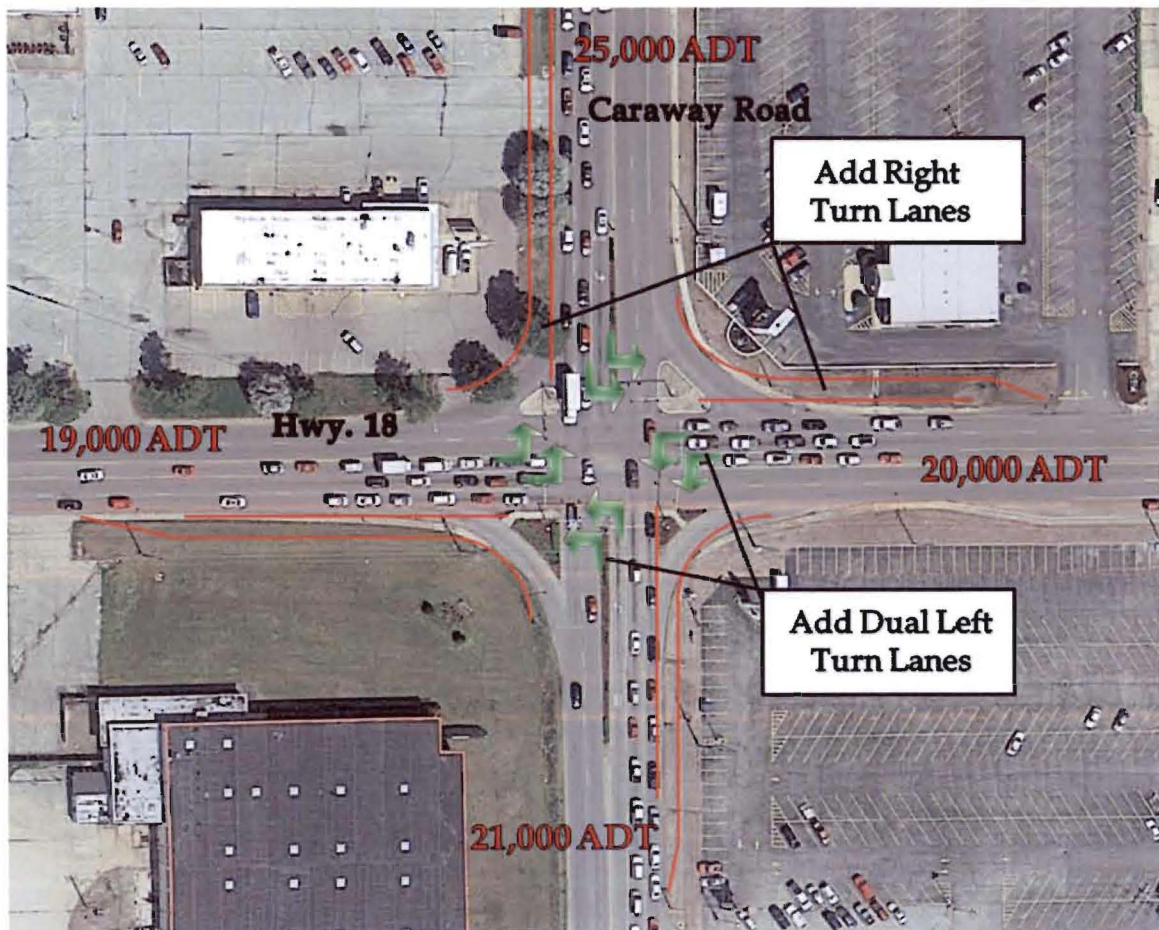 25,000 ADT
Caraway Road
Add Right
Turn Lanes
19,000 ADT
Hwy. 18
20,000 ADT
Add Dual Left
Turn Lanes
21,000 ADT